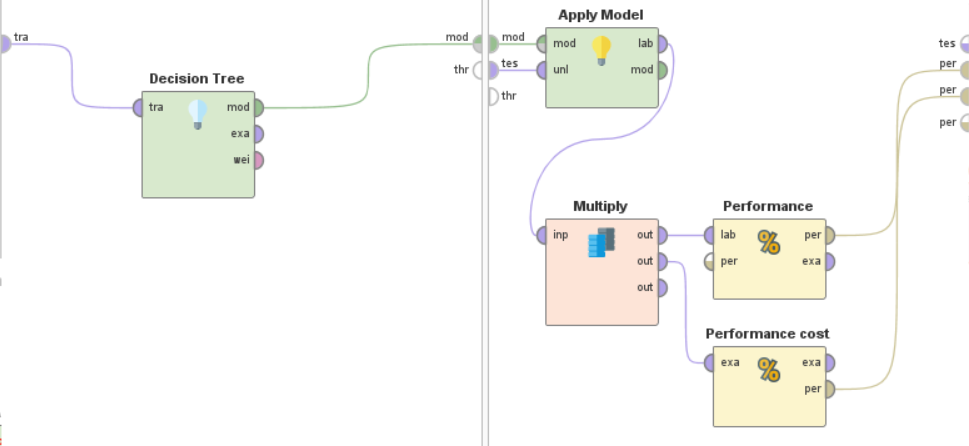 tra
Decision Tree
tra
mod
exa
wei
mod
thr
mod
tes
thr
Apply Model
mod
lab
unl
mod
Multiply
inp
out
out
out
Performance
lab
per
per
exa
Performance cost
exa
exa
per
tes
per
per
per